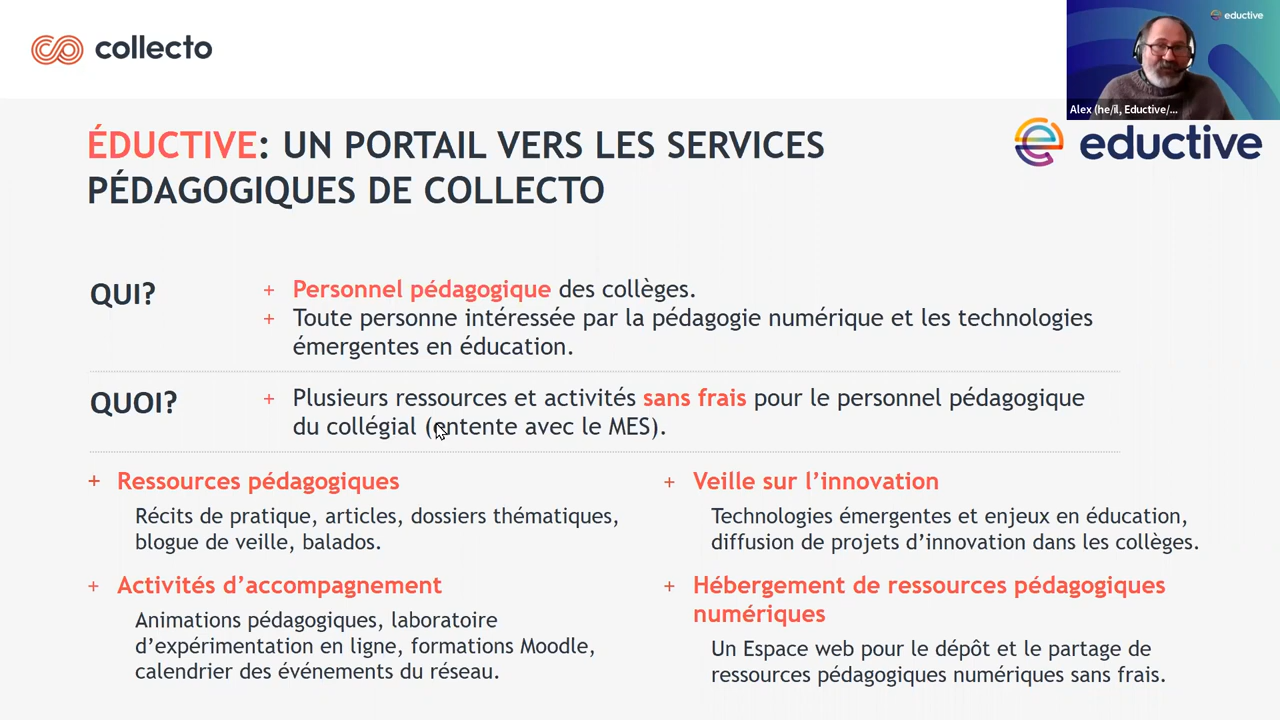 collecto
eductive
Alex (he/il, Eductive/...
eductive
ÉDUCTIVE: UN PORTAIL VERS LES SERVICES
PÉDAGOGIQUES DE COLLECTO
QUI?
+ Personnel pédagogique des collèges.
+ Toute personne intéressée par la pédagogie numérique et les technologies
émergentes en éducation.
QUOI?
+ Plusieurs ressources et activités sans frais pour le personnel pédagogique
du collégial (entente avec le MES).
+ Ressources pédagogiques
Récits de pratique, articles, dossiers thématiques,
blogue de veille, balados.
+ Activités d’accompagnement
Animations pédagogiques, laboratoire
d’expérimentation en ligne, formations Moodle,
calendrier des événements du réseau.
+ Veille sur l’innovation
Technologies émergentes et enjeux en éducation,
diffusion de projets d’innovation dans les collèges.
+ Hébergement de ressources pédagogiques
numériques
Un Espace web pour le dépôt et le partage de
ressources pédagogiques numériques sans frais.